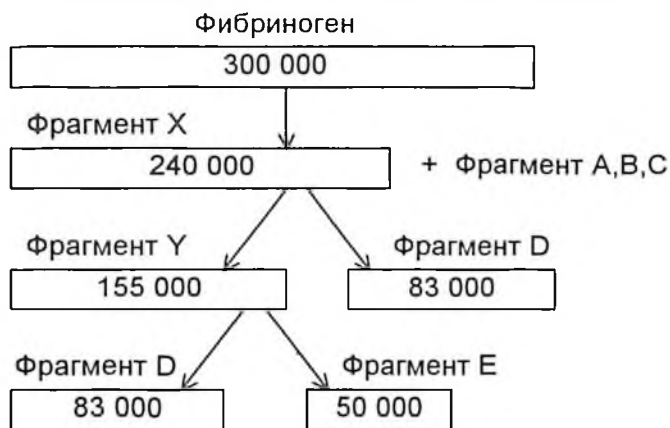 Фибриноген
300 000
Фрагмент X
240 000 + Фрагмент A,B,C
Фрагмент Y Фрагмент D
155 000 83 000
Фрагмент D Фрагмент E
83 000 50 000